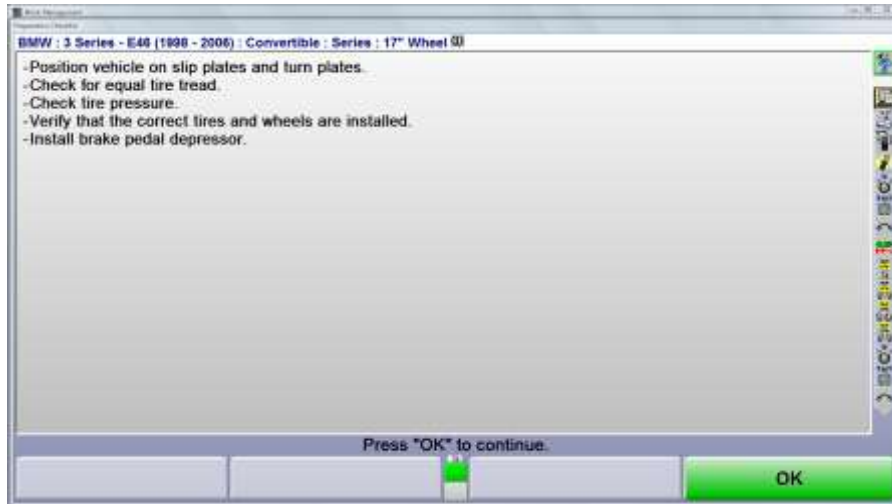 BMW : 3 Series - E46 (1998 - 2006) : Convertible : Series : 17" Wheel
-Position vehicle on slip plates and turn plates.
-Check for equal tire tread.
-Check tire pressure.
-Verify that the correct tires and wheels are installed.
-Install brake pedal depressor.
Press "OK" to continue.
OK